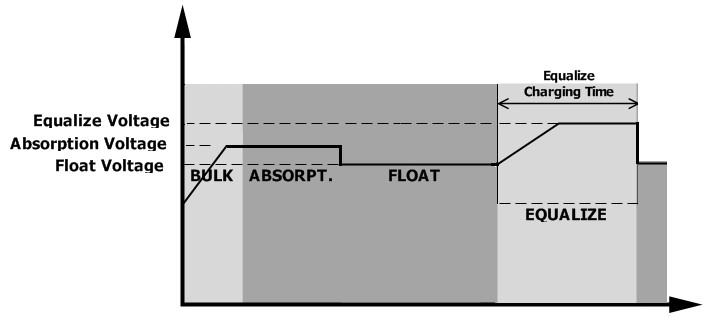 Equalize
Charging Time
Equalize Voltage
Absorption Voltage
Float Voltage
BULK ABSORPT. FLOAT
EQUALIZE